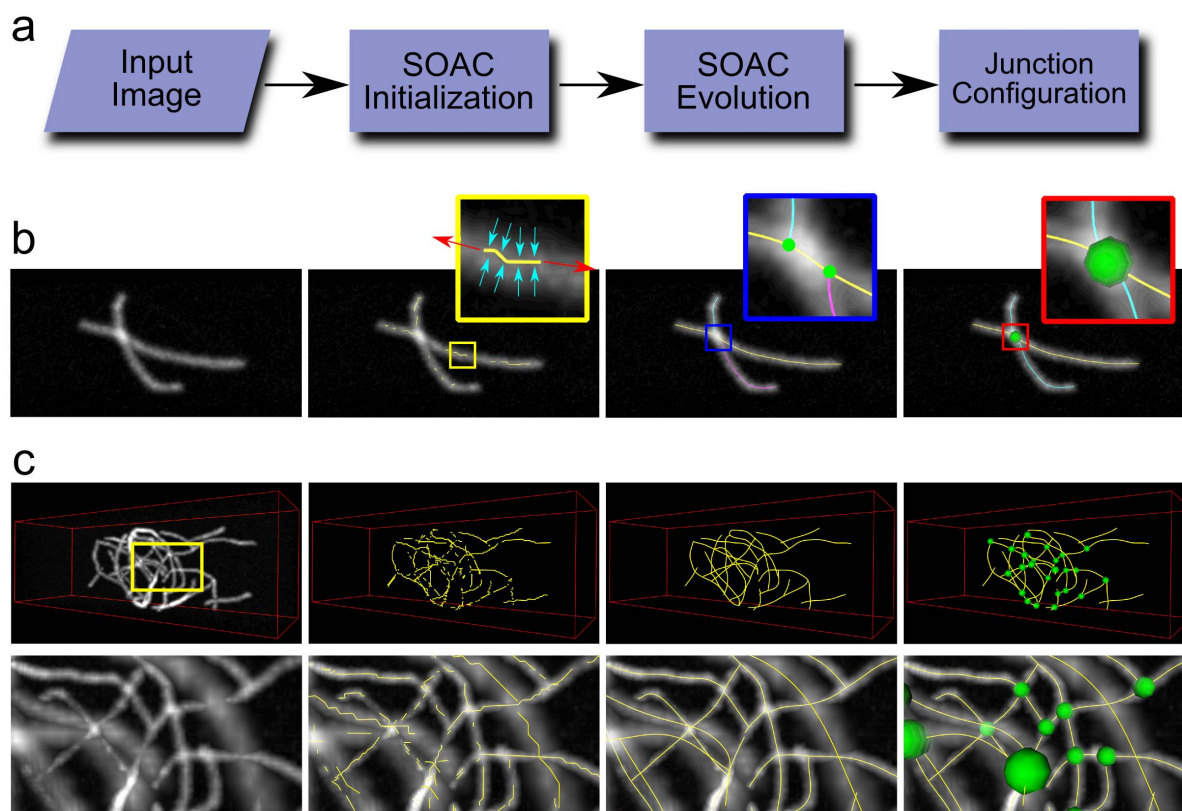 a
Input
Image
SOAC
Initialization
SOAC
Evolution
Junction
Configuration
b
c